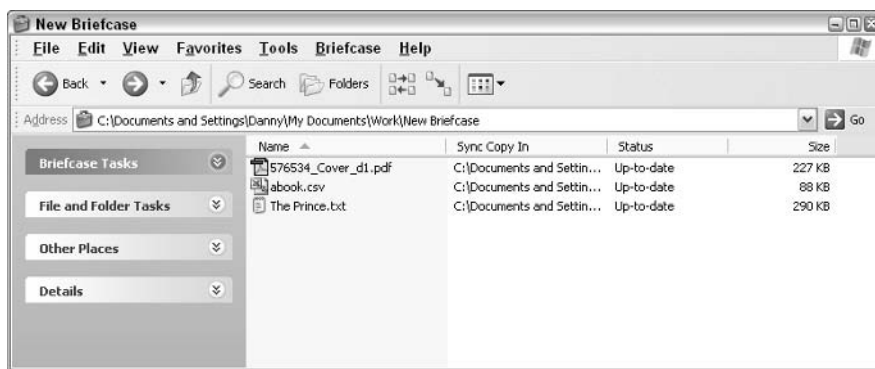 New Briefcase
File Edit View Favorites Tools Briefcase Help
Back Search Folders
Address C:\Documents and Settings\Danny\My Documents\Work\New Briefcase Go
Name Sync Copy In Status Size
Briefcase Tasks
576534_Cover_d1.pdf C:\Documents and Settin... Up-to-date 227 KB
abook.csv C:\Documents and Settin... Up-to-date 88 KB
The Prince.txt C:\Documents and Settin... Up-to-date 290 KB
File and Folder Tasks
Other Places
Details